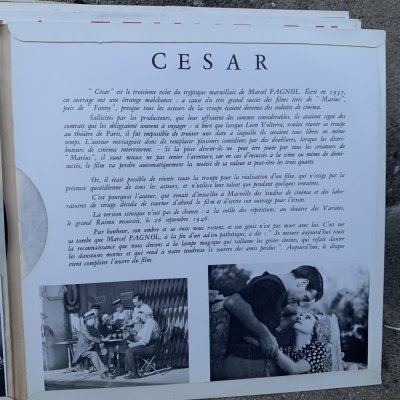 CESAR
" César" est le troisième volet du tryptique marseillais de Marcel PAGNOL. Écrit en 1935,
cet ouvrage eut une étrange malchance : à cause du très grand succès des films tirés de " Marius",
puis de " Fanny", presque tous les acteurs de la troupe étaient devenus des vedettes de cinéma.
Sollicités par les producteurs, qui leur offraient des sommes considérables, ils avaient signé des
contrats qui les obligeaient souvent à voyager : si bien que lorsque Léon Volterra, voulut réunir sa troupe
au théâtre de Paris, il fut impossible de trouver une date à laquelle ils seraient tous libres en même
temps. L'auteur envisageait donc de remplacer plusieurs comédiens par des doublures, lorsque les distri-
buteurs de cinéma intervinrent. - Si la pièce devait-ils ne pas être jouée par tous les créateurs de
" Marius", il vaut mieux ne pas tenter l'aventure, car en cas d'insuccès à la scène ou même de demi-
succès, le film va perdre automatiquement la moitié de sa valeur et peut-être les trois quarts.
Or, il était possible de réunir toute la troupe pour la réalisation d'un film, qui n'exige pas la
présence quotidienne de tous les acteurs, et n'utilise leur talent que pendant quelques semaines.
C'est pourquoi l'auteur, qui venait d'installer à Marseille des Studios de cinéma et des labo-
ratoires de tirage décida de tourner d'abord le film et d'écrire son ouvrage pour l'écran.
La version scénique n'eut pas de chance : à la veille des répétitions, au théâtre des Variétés,
le grand Raimu mourait, le 20 septembre 1946.
Par bonheur, son ombre et sa voix nous restent, et son génie n'est pas mort avec lui. C'est sur
sa tombe que Marcel PAGNOL, à la fin d'un adieu pathétique, a dit : " Je mesure aujourd'hui toute
la reconnaissance que nous devons à la lampe magique qui rallume les génies éteints, qui refait danser
les danseuses mortes et qui rend à notre tendresse le sourire des amis perdus ". Aujourd'hui, le disque
vient compléter l'œuvre du film.